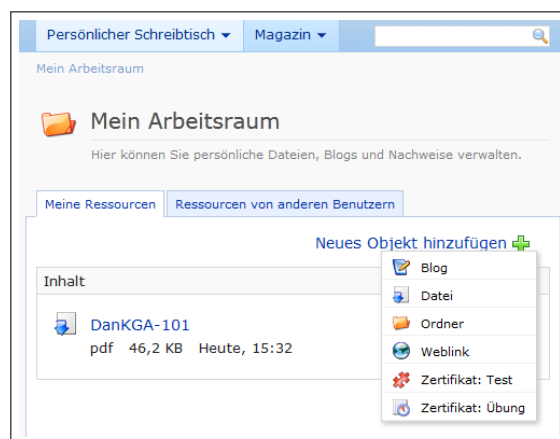 Persönlicher Schreibtisch Magazin
Mein Arbeitsraum
Mein Arbeitsraum
Hier können Sie persönliche Dateien, Blogs und Nachweise verwalten.
Meine Ressourcen Ressourcen von anderen Benutzern
Neues Objekt hinzufügen
Inhalt
Blog
Datei
Ordner
Weblink
Zertifikat: Test
Zertifikat: Übung
DanKGA-101
pdf 46,2 KB Heute, 15:32